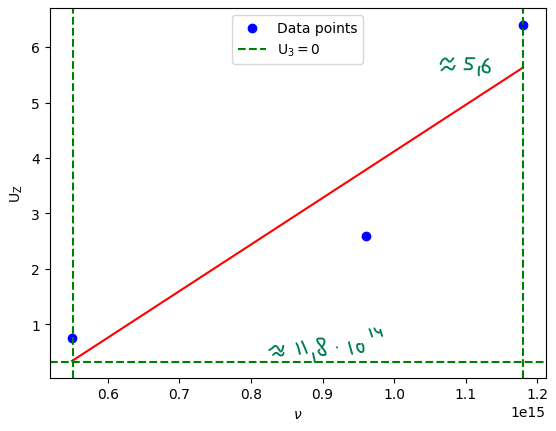 Data points
U₃ = 0
≈ 5,6
6
5
4
3
2
1
U_Z
≈ 11,8 · 10¹⁴
0.6 0.7 0.8 0.9 1.0 1.1 1.2
1e15
ν